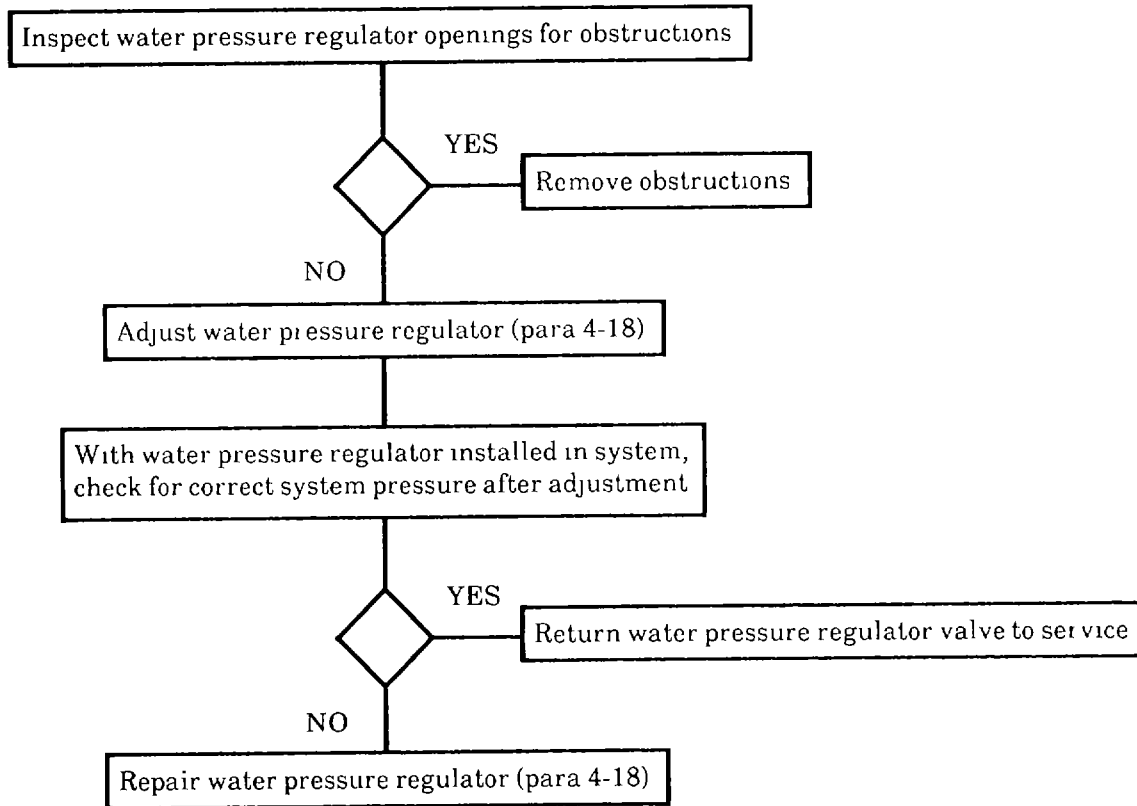 Inspect water pressure regulator openings for obstructions
YES
Remove obstructions
NO
Adjust water pressure regulator (para 4-18)
With water pressure regulator installed in system,
check for correct system pressure after adjustment
YES
Return water pressure regulator valve to service
NO
Repair water pressure regulator (para 4-18)